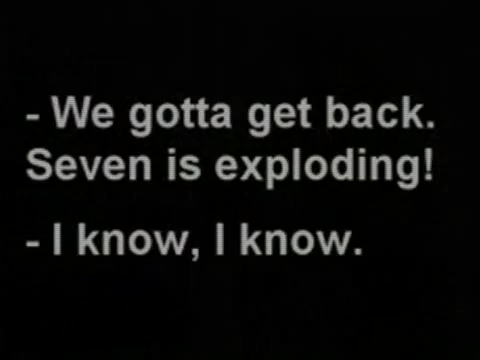 - We gotta get back.
Seven is exploding!
- I know, I know.